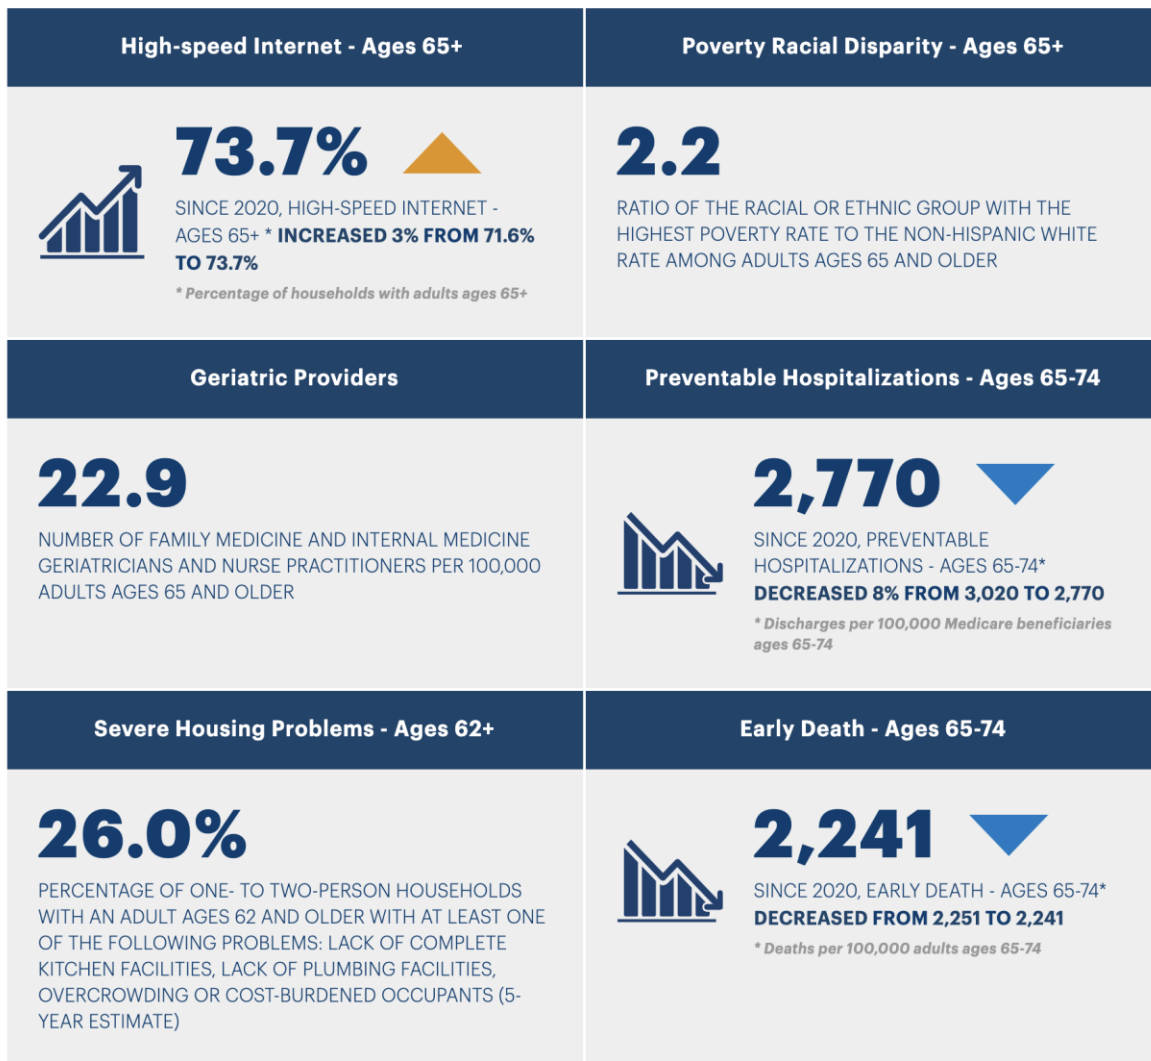 High-speed Internet - Ages 65+
73.7%
SINCE 2020, HIGH-SPEED INTERNET -
AGES 65+ * INCREASED 3% FROM 71.6%
TO 73.7%
* Percentage of households with adults ages 65+
Poverty Racial Disparity - Ages 65+
2.2
RATIO OF THE RACIAL OR ETHNIC GROUP WITH THE
HIGHEST POVERTY RATE TO THE NON-HISPANIC WHITE
RATE AMONG ADULTS AGES 65 AND OLDER
Geriatric Providers
22.9
NUMBER OF FAMILY MEDICINE AND INTERNAL MEDICINE
GERIATRICIANS AND NURSE PRACTITIONERS PER 100,000
ADULTS AGES 65 AND OLDER
Preventable Hospitalizations - Ages 65-74
2,770
SINCE 2020, PREVENTABLE
HOSPITALIZATIONS - AGES 65-74*
DECREASED 8% FROM 3,020 TO 2,770
* Discharges per 100,000 Medicare beneficiaries
ages 65-74
Severe Housing Problems - Ages 62+
26.0%
PERCENTAGE OF ONE- TO TWO-PERSON HOUSEHOLDS
WITH AN ADULT AGES 62 AND OLDER WITH AT LEAST ONE
OF THE FOLLOWING PROBLEMS: LACK OF COMPLETE
KITCHEN FACILITIES, LACK OF PLUMBING FACILITIES,
OVERCROWDING OR COST-BURDENED OCCUPANTS (5-
YEAR ESTIMATE)
Early Death - Ages 65-74
2,241
SINCE 2020, EARLY DEATH - AGES 65-74*
DECREASED FROM 2,251 TO 2,241
* Deaths per 100,000 adults ages 65-74